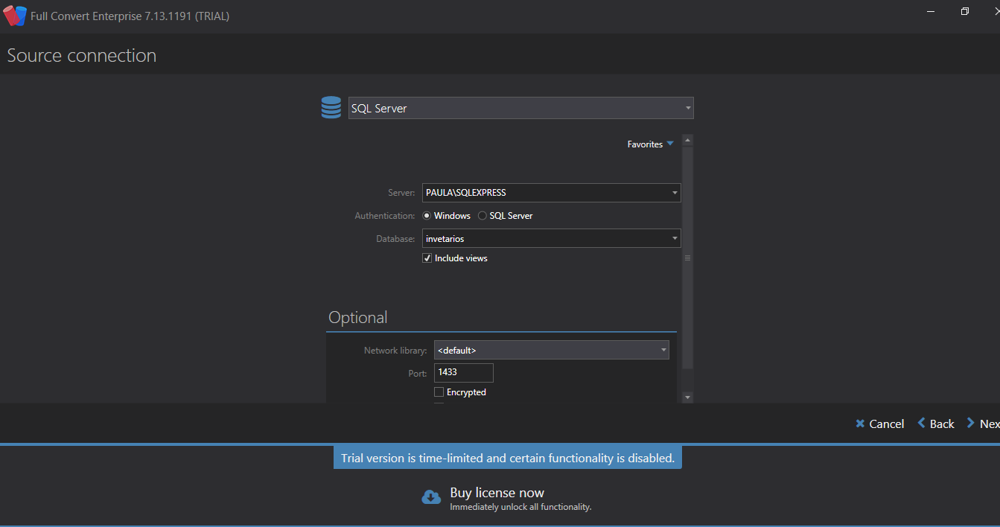 Full Convert Enterprise 7.13.1191 (TRIAL)
Source connection
SQL Server
Favorites
Server: PAULA\SQLEXPRESS
Authentication: Windows SQL Server
Database: invetarios
Include views
Optional
Network library: <default>
Port: 1433
Encrypted
Cancel Back Nex
Trial version is time-limited and certain functionality is disabled.
Buy license now
Immediately unlock all functionality.